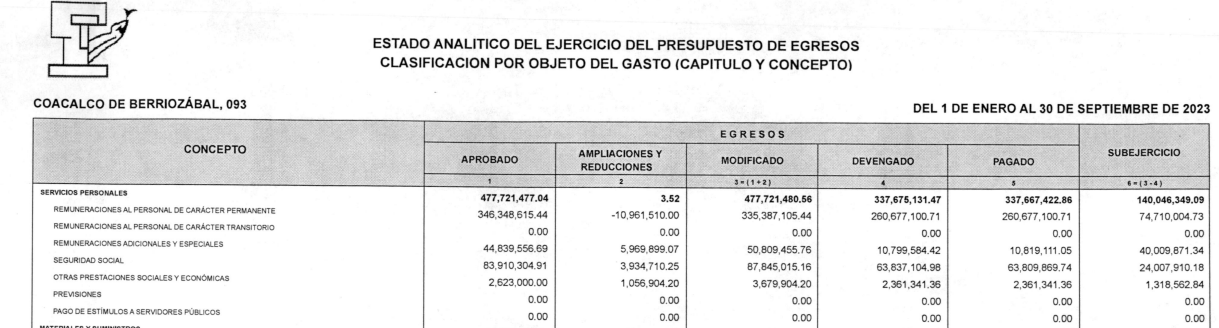 ESTADO ANALITICO DEL EJERCICIO DEL PRESUPUESTO DE EGRESOS
CLASIFICACION POR OBJETO DEL GASTO (CAPITULO Y CONCEPTO)
COACALCO DE BERRIOZÁBAL, 093
DEL 1 DE ENERO AL 30 DE SEPTIEMBRE DE 2023
CONCEPTO
E G R E S O S
SUBEJERCICIO
APROBADO AMPLIACIONES Y REDUCCIONES MODIFICADO DEVENGADO PAGADO
1 2 3 = ( 1 + 2 ) 4 5 6 = ( 3 - 4 )
SERVICIOS PERSONALES 477,721,477.04 3.52 477,721,480.56 337,675,131.47 337,667,422.86 140,046,349.09
REMUNERACIONES AL PERSONAL DE CARÁCTER PERMANENTE 346,348,615.44 -10,961,510.00 335,387,105.44 260,677,100.71 260,677,100.71 74,710,004.73
REMUNERACIONES AL PERSONAL DE CARÁCTER TRANSITORIO 0.00 0.00 0.00 0.00 0.00 0.00
REMUNERACIONES ADICIONALES Y ESPECIALES 44,839,556.69 5,969,899.07 50,809,455.76 10,799,584.42 10,819,111.05 40,009,871.34
SEGURIDAD SOCIAL 83,910,304.91 3,934,710.25 87,845,015.16 63,837,104.98 63,809,869.74 24,007,910.18
OTRAS PRESTACIONES SOCIALES Y ECONÓMICAS 2,623,000.00 1,056,904.20 3,679,904.20 2,361,341.36 2,361,341.36 1,318,562.84
PREVISIONES 0.00 0.00 0.00 0.00 0.00 0.00
PAGO DE ESTÍMULOS A SERVIDORES PÚBLICOS 0.00 0.00 0.00 0.00 0.00 0.00
MATERIALES Y SUMINISTROS